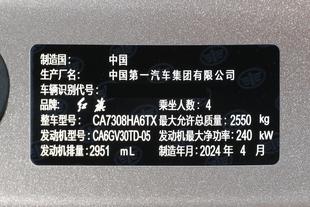 制造国： 中国
生产厂名： 中国第一汽车集团有限公司
车辆识别代号：
品牌： 红旗 乘坐人数： 4
整车型号： CA7308HA6TX 最大允许总质量： 2550 kg
发动机型号： CA6GV30TD-05 发动机最大净功率： 240 kW
发动机排量： 2951 mL 制造年月： 2024 年 4 月